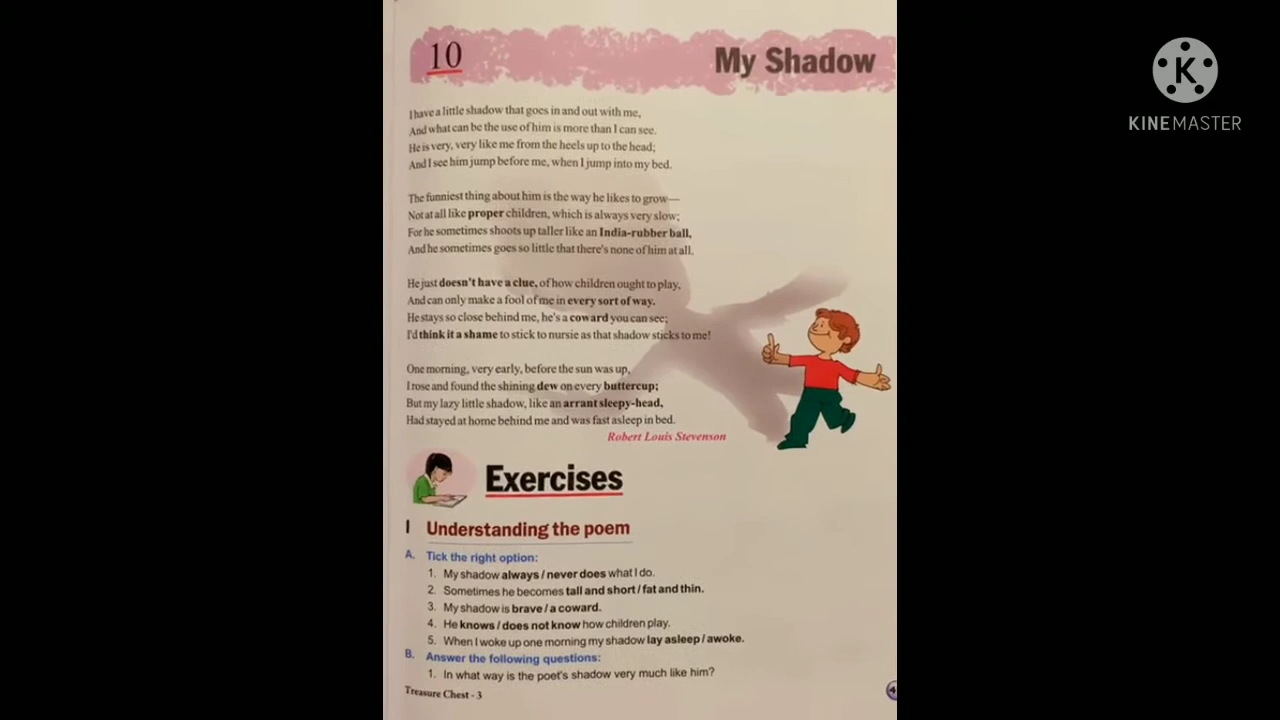 10
My Shadow
I have a little shadow that goes in and out with me,
And what can be the use of him is more than I can see.
He is very, very like me from the heels up to the head;
And I see him jump before me, when I jump into my bed.
The funniest thing about him is the way he likes to grow—
Not at all like proper children, which is always very slow;
For he sometimes shoots up taller like an India-rubber ball,
And he sometimes goes so little that there's none of him at all.
He just doesn't have a clue, of how children ought to play,
And can only make a fool of me in every sort of way.
He stays so close behind me, he's a coward you can see;
I'd think it a shame to stick to nursie as that shadow sticks to me!
One morning, very early, before the sun was up,
I rose and found the shining dew on every buttercup;
But my lazy little shadow, like an arrant sleepy-head,
Had stayed at home behind me and was fast asleep in bed.
Robert Louis Stevenson
Exercises
I Understanding the poem
A. Tick the right option:
1. My shadow always / never does what I do.
2. Sometimes he becomes tall and short / fat and thin.
3. My shadow is brave / a coward.
4. He knows / does not know how children play.
5. When I woke up one morning my shadow lay asleep / awoke.
B. Answer the following questions:
1. In what way is the poet's shadow very much like him?
Treasure Chest - 3
4
K
KINEMASTER